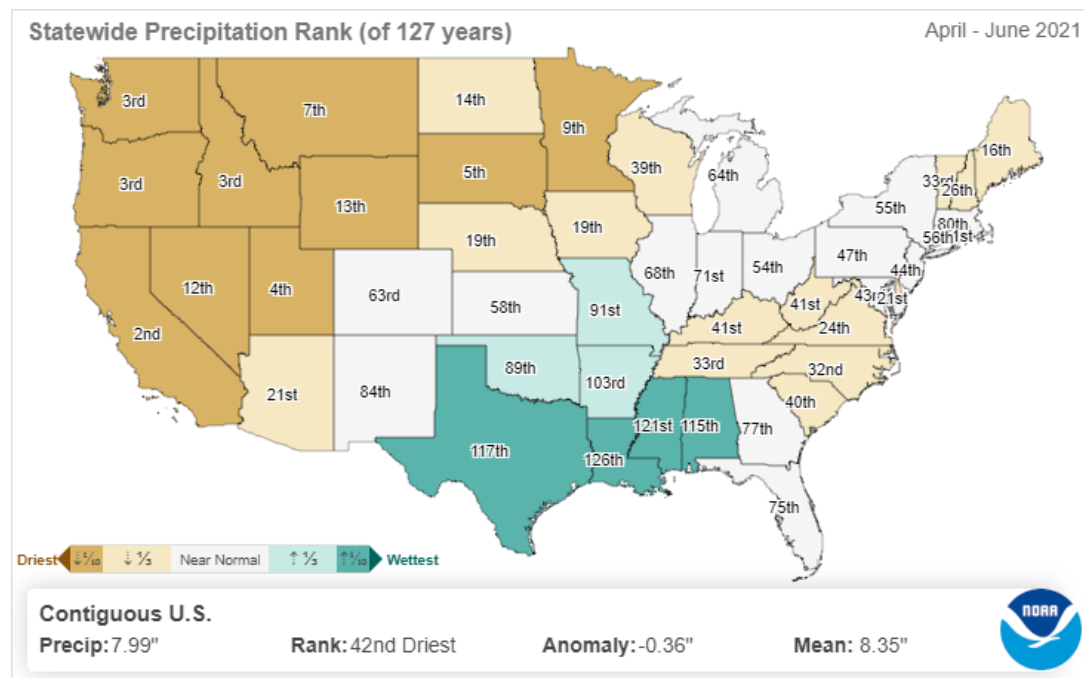 Statewide Precipitation Rank (of 127 years)
April - June 2021
3rd
7th
14th
9th
16th
39th
64th
33rd
26th
3rd
3rd
5th
13th
55th
80th
56th
19th
19th
47th
44th
12th
4th
63rd
58th
68th
71st
54th
43rd
21st
2nd
91st
41st
41st
24th
21st
84th
89th
103rd
33rd
32nd
40th
117th
126th
121st
115th
77th
75th
Driest
Near Normal
Wettest
NOAA
Contiguous U.S.
Precip: 7.99" Rank: 42nd Driest Anomaly: -0.36" Mean: 8.35"